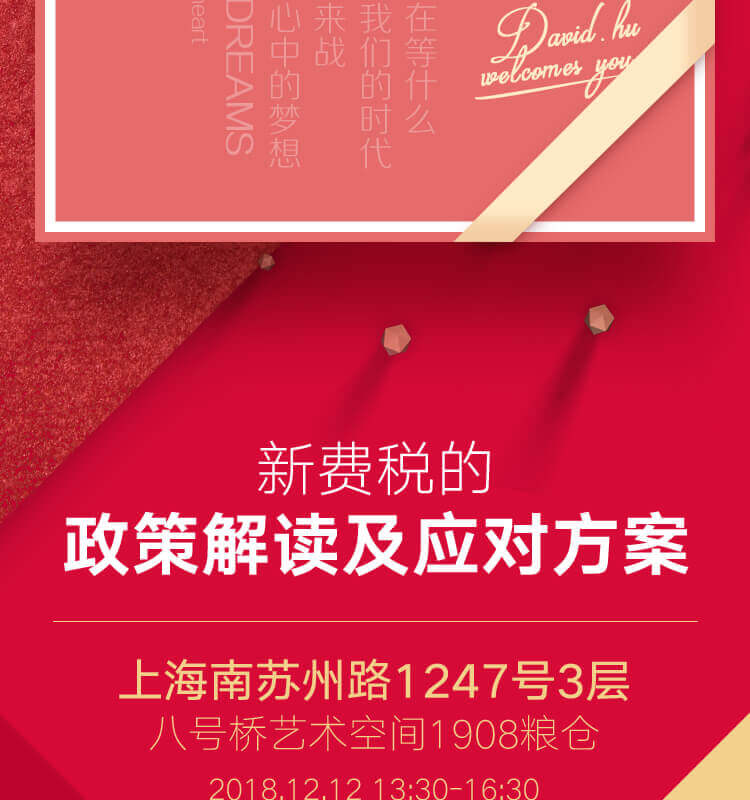 David.hu
welcomes you
在等什么
我们的时代
来战
心中的梦想
DREAMS
heart
新费税的
政策解读及应对方案
上海南苏州路1247号3层
八号桥艺术空间1908粮仓
2018.12.12 13:30-16:30